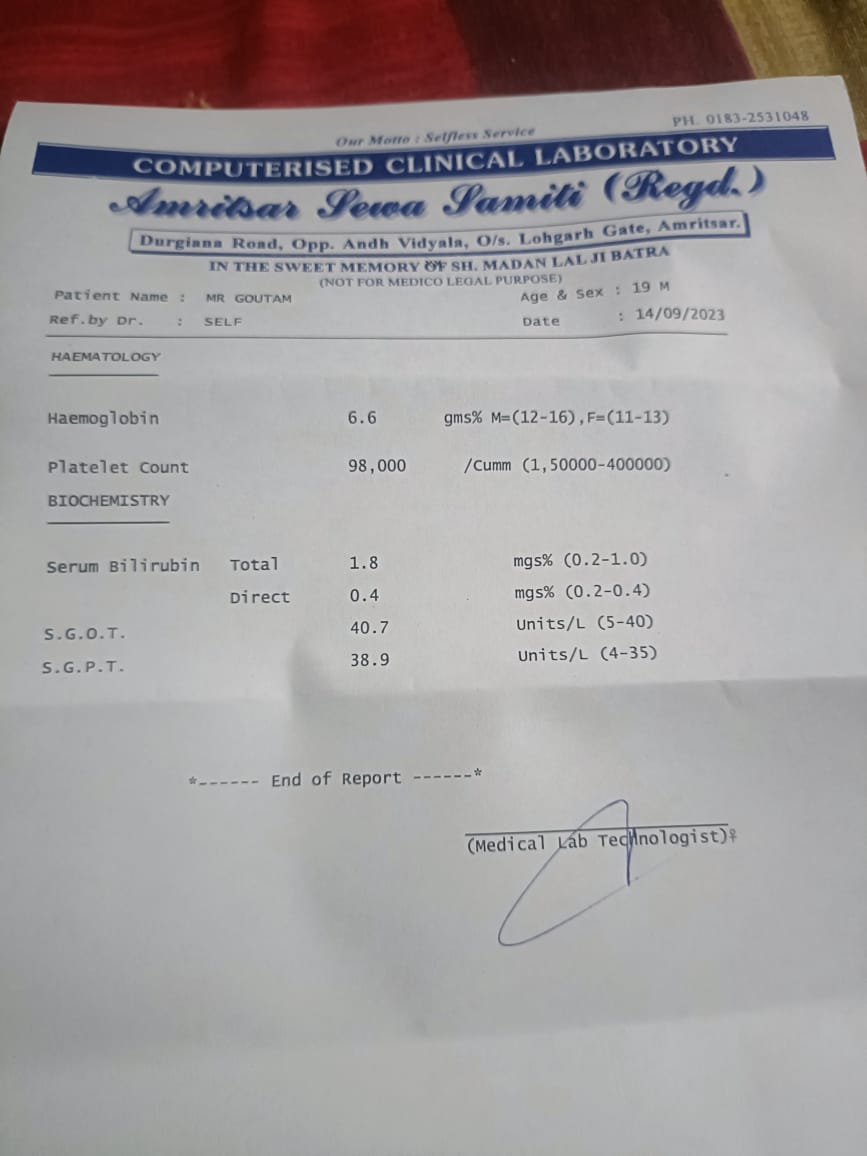 PH. 0183-2531048
Our Motto : Selfless Service
COMPUTERISED CLINICAL LABORATORY
Amritsar Sewa Samiti (Regd.)
Durgiana Road, Opp. Andh Vidyala, O/s. Lohgarh Gate, Amritsar.
IN THE SWEET MEMORY OF SH. MADAN LAL JI BATRA
(NOT FOR MEDICO LEGAL PURPOSE)
Patient Name : MR GOUTAM Age & Sex : 19 M
Ref.by Dr. : SELF Date : 14/09/2023
HAEMATOLOGY
Haemoglobin 6.6 gms% M=(12-16),F=(11-13)
Platelet Count 98,000 /Cumm (1,50000-400000)
BIOCHEMISTRY
Serum Bilirubin Total 1.8 mgs% (0.2-1.0)
Direct 0.4 mgs% (0.2-0.4)
S.G.O.T. 40.7 Units/L (5-40)
S.G.P.T. 38.9 Units/L (4-35)
*------ End of Report ------*
(Medical Lab Technologist)♀